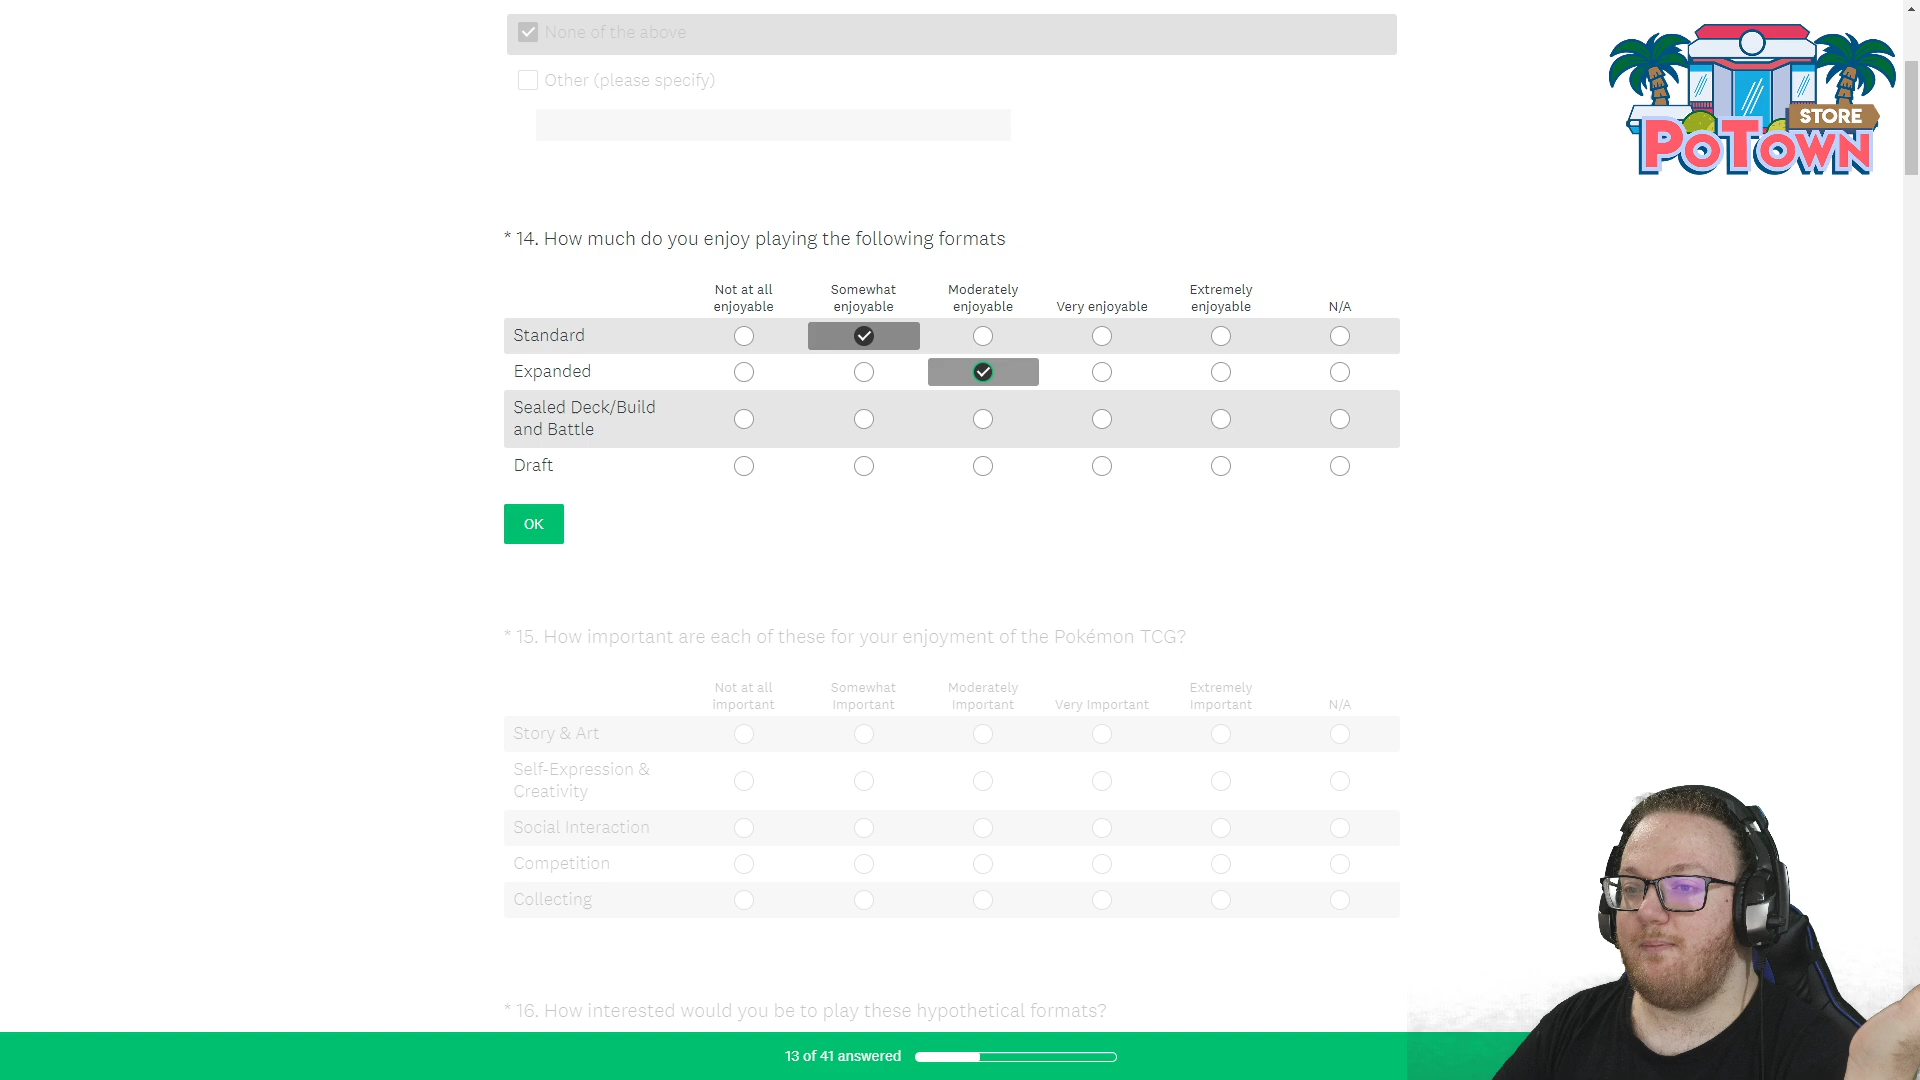 None of the above
Other (please specify)
STORE
POTOWN
* 14. How much do you enjoy playing the following formats
Not at all enjoyable
Somewhat enjoyable
Moderately enjoyable
Very enjoyable
Extremely enjoyable
N/A
Standard
Expanded
Sealed Deck/Build
and Battle
Draft
OK
* 15. How important are each of these for your enjoyment of the Pokémon TCG?
Not at all important
Somewhat Important
Moderately Important
Very Important
Extremely Important
N/A
Story & Art
Self-Expression &
Creativity
Social Interaction
Competition
Collecting
* 16. How interested would you be to play these hypothetical formats?
13 of 41 answered